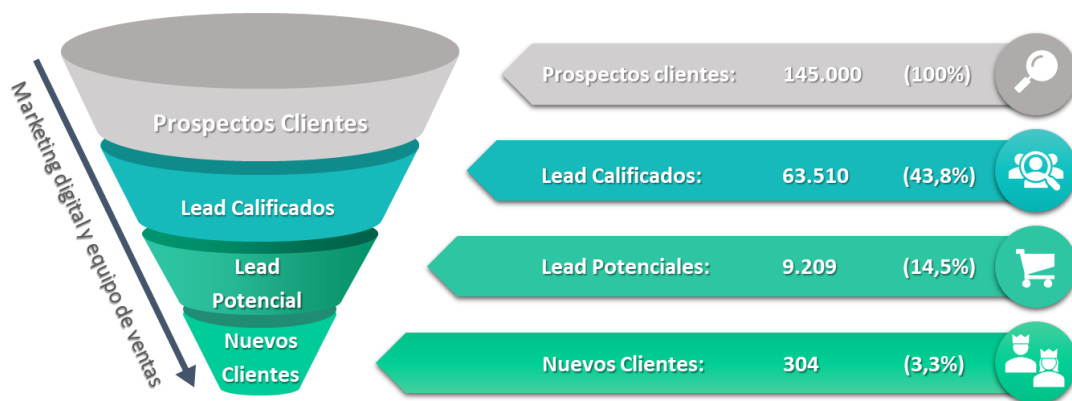 Marketing digital y equipo de ventas
Prospectos Clientes
Lead Calificados
Lead
Potencial
Nuevos
Clientes
Prospectos clientes: 145.000 (100%)
Lead Calificados: 63.510 (43,8%)
Lead Potenciales: 9.209 (14,5%)
Nuevos Clientes: 304 (3,3%)